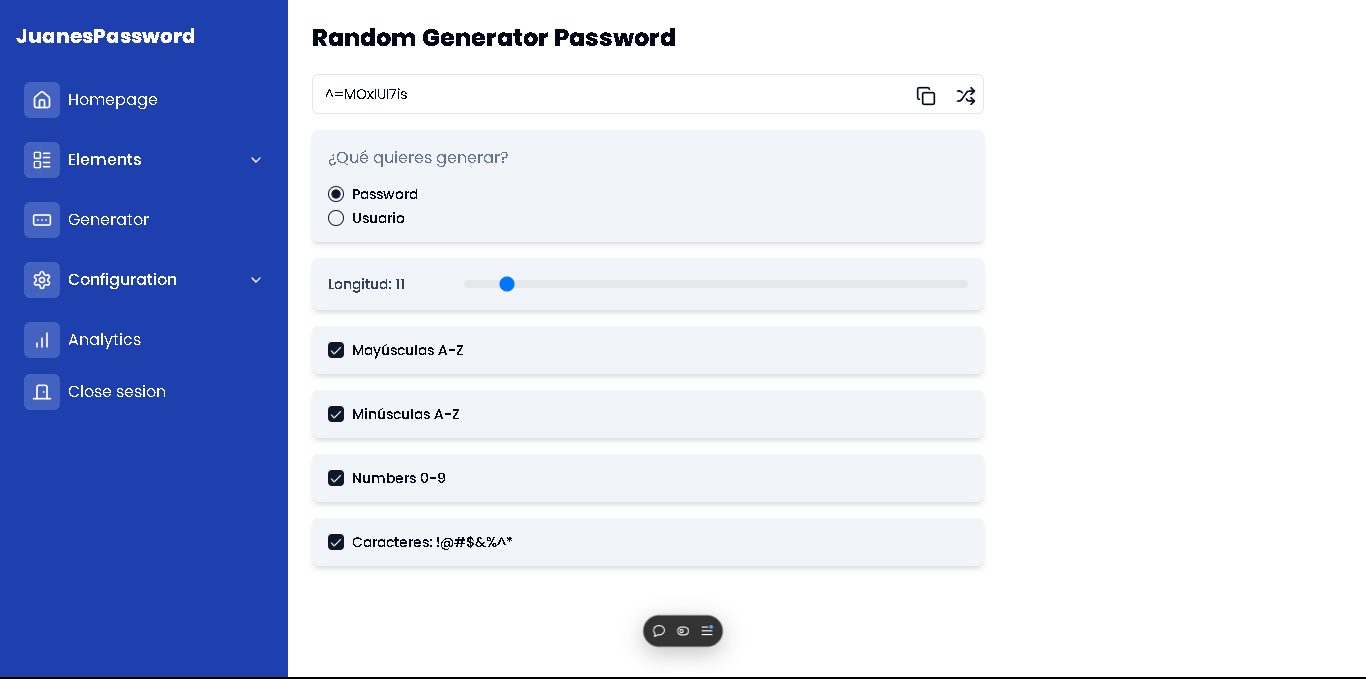 JuanesPassword
Homepage
Elements
Generator
Configuration
Analytics
Close sesion
Random Generator Password
^=MOxIUI7is
¿Qué quieres generar?
Password
Usuario
Longitud: 11
Mayúsculas A-Z
Minúsculas A-Z
Numbers 0-9
Caracteres: !@#$&%^*